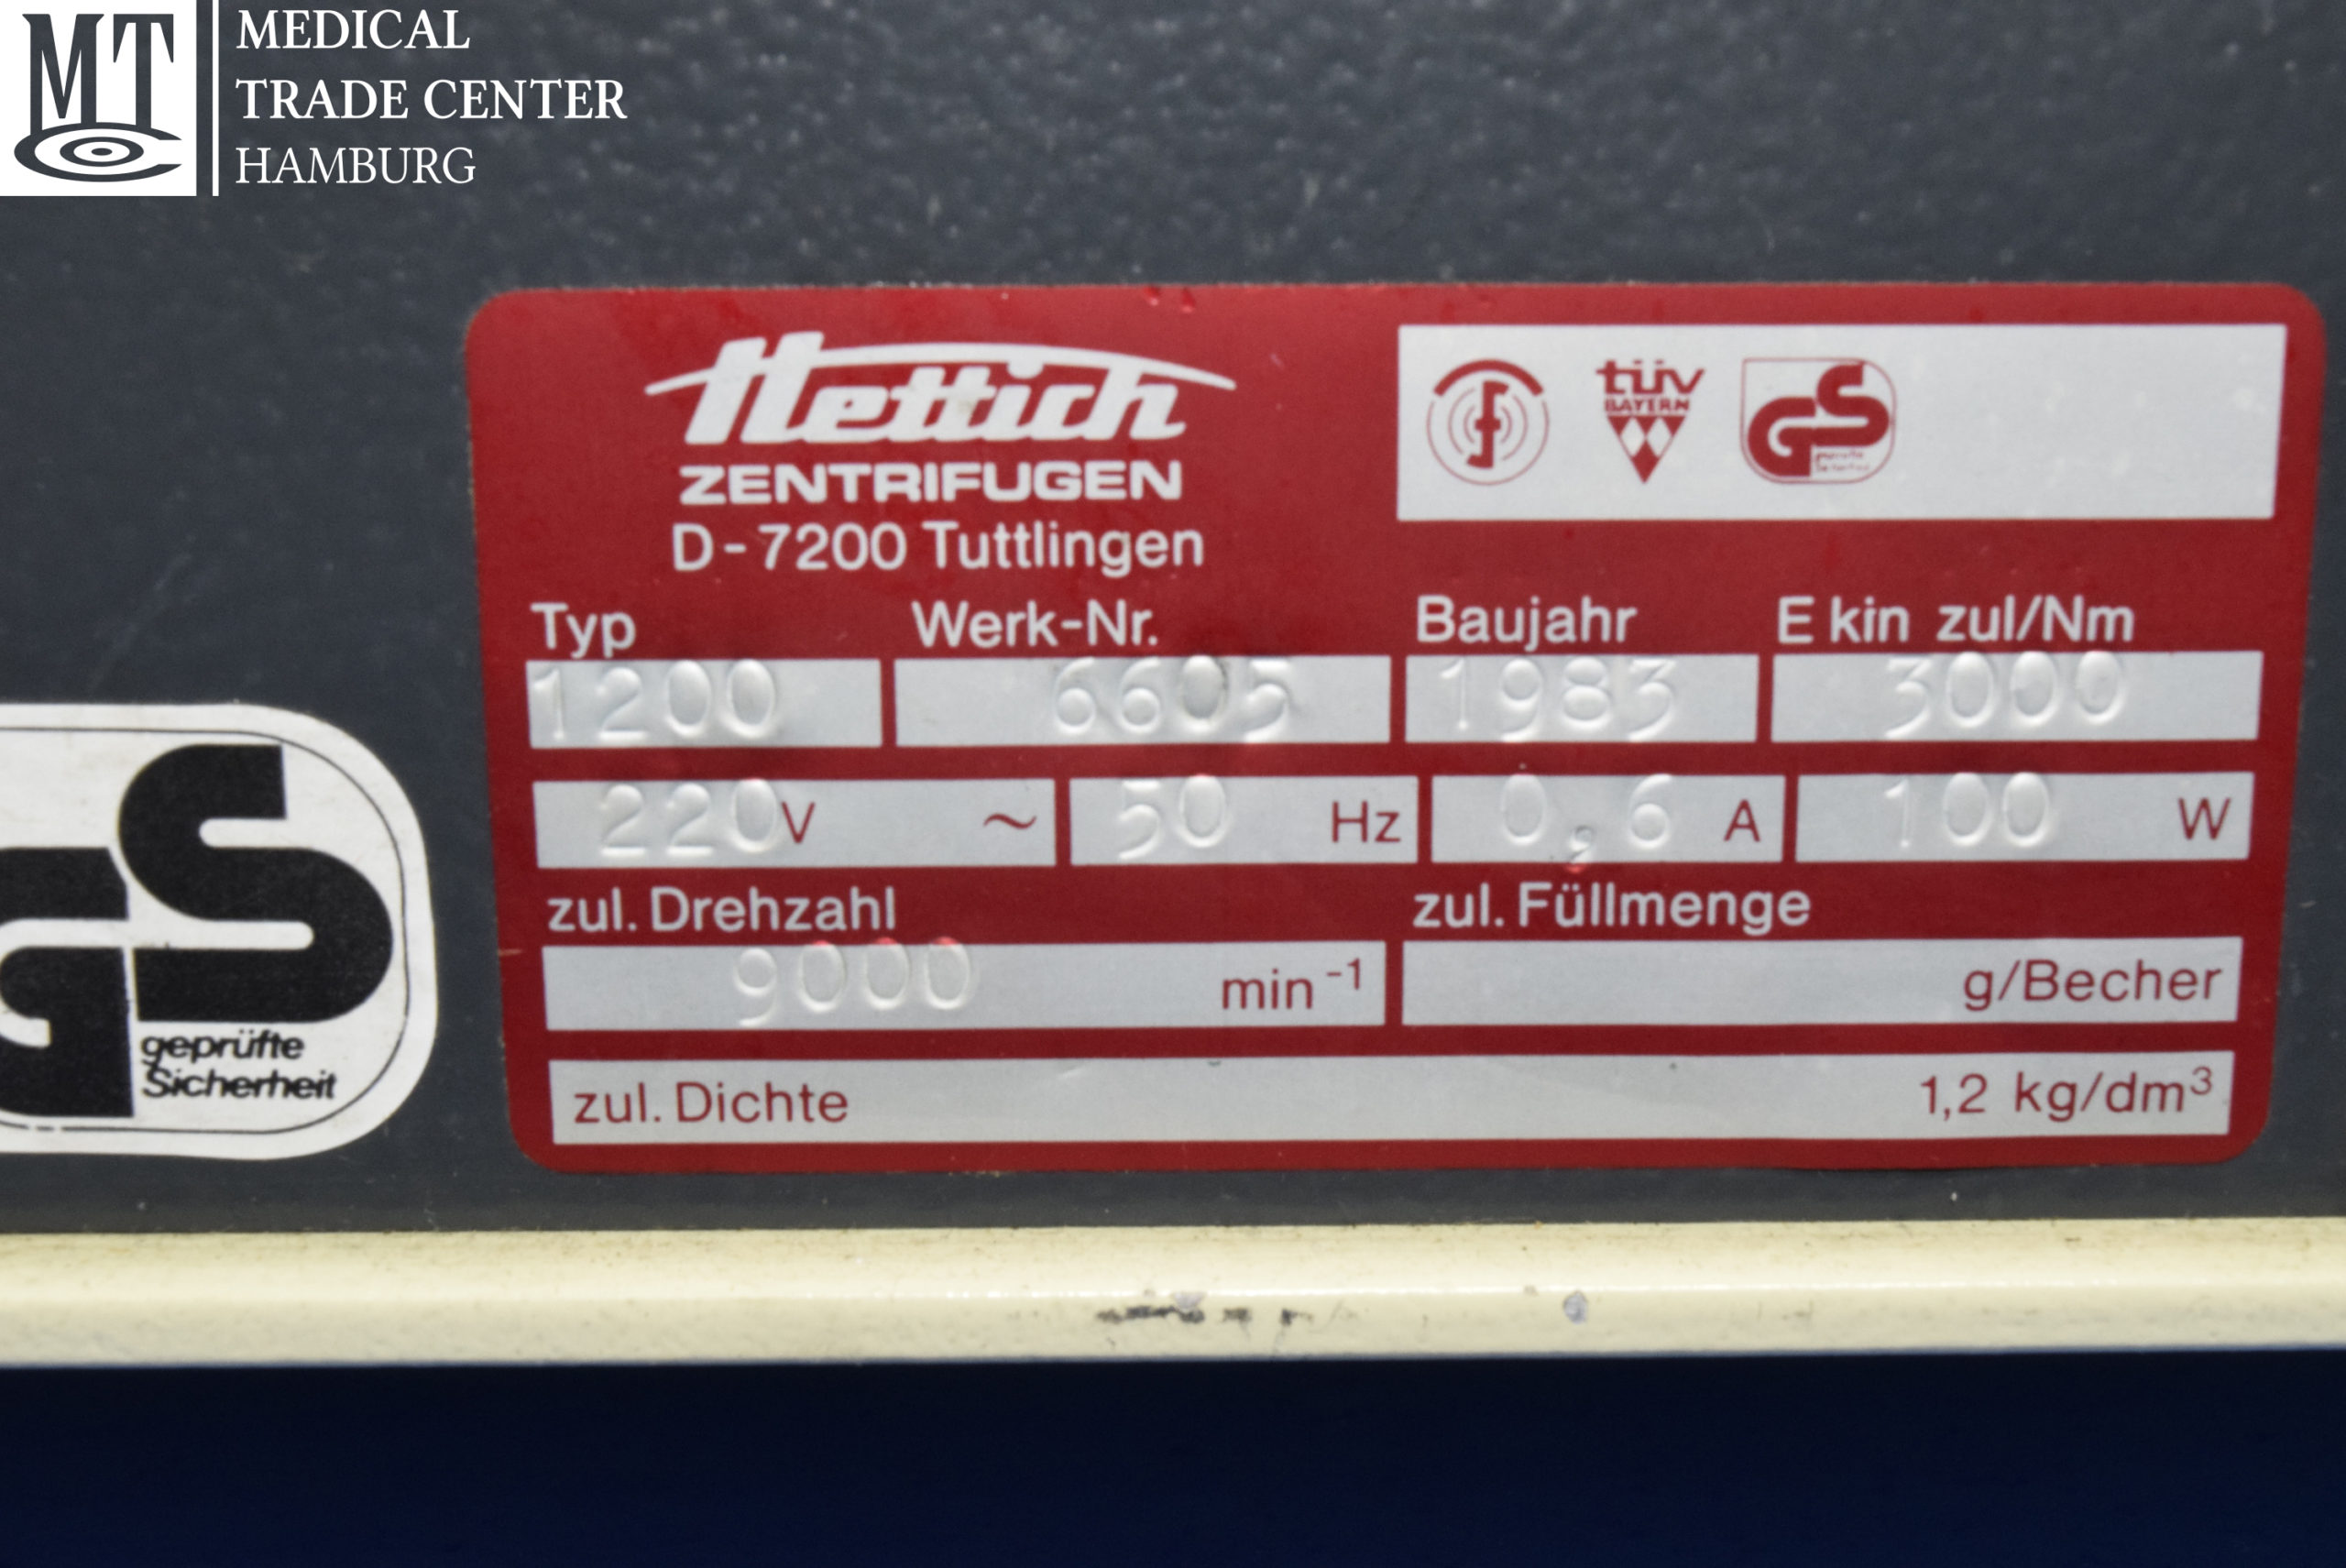 MTC
MEDICAL
TRADE CENTER
HAMBURG
Hettich
ZENTRIFUGEN
D-7200 Tuttlingen
TÜV
BAYERN
GS
Typ Werk-Nr. Baujahr E kin zul/Nm
1200 6605 1983 3000
220 V ~ 50 Hz 0,6 A 100 W
zul. Drehzahl zul. Füllmenge
9000 min⁻¹ g/Becher
zul. Dichte 1,2 kg/dm³
GS
geprüfte
Sicherheit